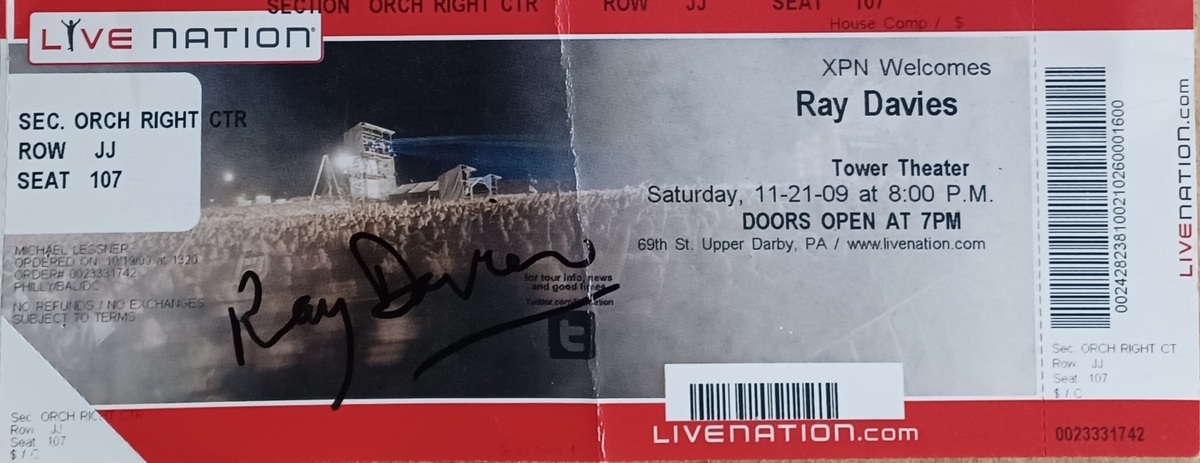 SECTION ORCH RIGHT CTR ROW JJ SEAT 107
House Comp / $
LIVE NATION®
XPN Welcomes
Ray Davies
SEC. ORCH RIGHT CTR
ROW JJ
SEAT 107
Tower Theater
Saturday, 11-21-09 at 8:00 P.M.
DOORS OPEN AT 7PM
69th St. Upper Darby, PA / www.livenation.com
MICHAEL LESSNER
ORDERED ON 10/19/09 at 1320
ORDER# 0023331742
PHILLY/BAL/DC
NO REFUNDS / NO EXCHANGES
SUBJECT TO TERMS
Ray Davies
for tour info, news
and good times
t
Sec ORCH RIGHT CTR
Row JJ
Seat 107
$ / C
LIVENATION.com
0024282381002102600016​00
LIVENATION.com
Sec. ORCH RIGHT CT
Row JJ
Seat 107
$ / C
0023331742